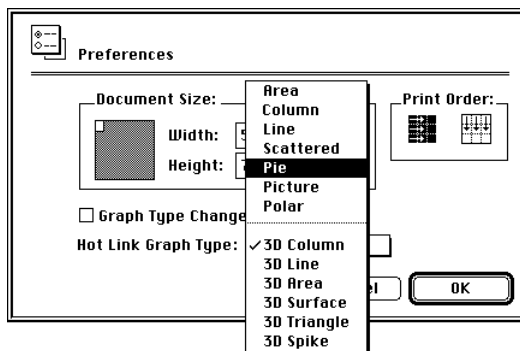 Preferences
Document Size:
Width:
Height:
Print Order:
Graph Type Change
Hot Link Graph Type:
Area
Column
Line
Scattered
Pie
Picture
Polar
✓3D Column
3D Line
3D Area
3D Surface
3D Triangle
3D Spike
OK